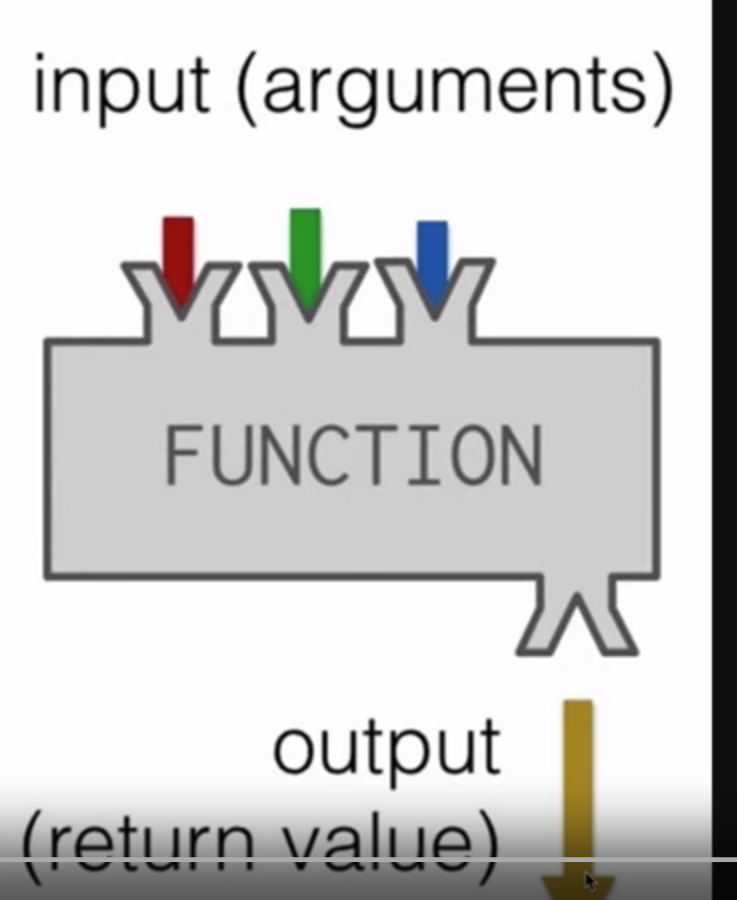 input (arguments)
FUNCTION
output
(return value)